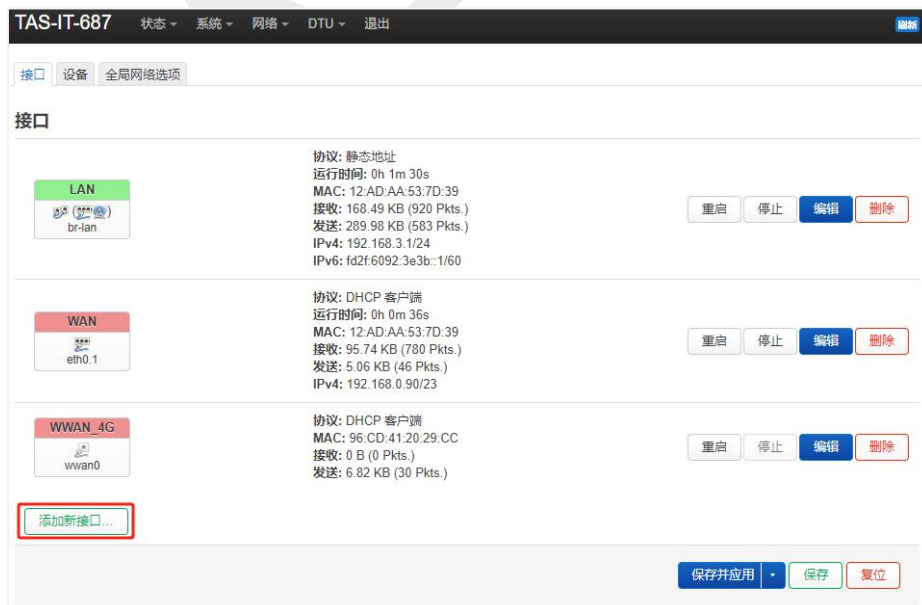 TAS-IT-687 状态 系统 网络 DTU 退出 刷新
接口 设备 全局网络选项
接口
LAN
br-lan
协议: 静态地址
运行时间: 0h 1m 30s
MAC: 12:AD:AA:53:7D:39
接收: 168.49 KB (920 Pkts.)
发送: 289.98 KB (583 Pkts.)
IPv4: 192.168.3.1/24
IPv6: fd2f:6092:3e3b::1/60
重启 停止 编辑 删除
WAN
eth0.1
协议: DHCP 客户端
运行时间: 0h 0m 36s
MAC: 12:AD:AA:53:7D:39
接收: 95.74 KB (780 Pkts.)
发送: 5.06 KB (46 Pkts.)
IPv4: 192.168.0.90/23
重启 停止 编辑 删除
WWAN_4G
wwan0
协议: DHCP 客户端
MAC: 96:CD:41:20:29:CC
接收: 0 B (0 Pkts.)
发送: 6.82 KB (30 Pkts.)
重启 停止 编辑 删除
添加新接口...
保存并应用 保存 复位